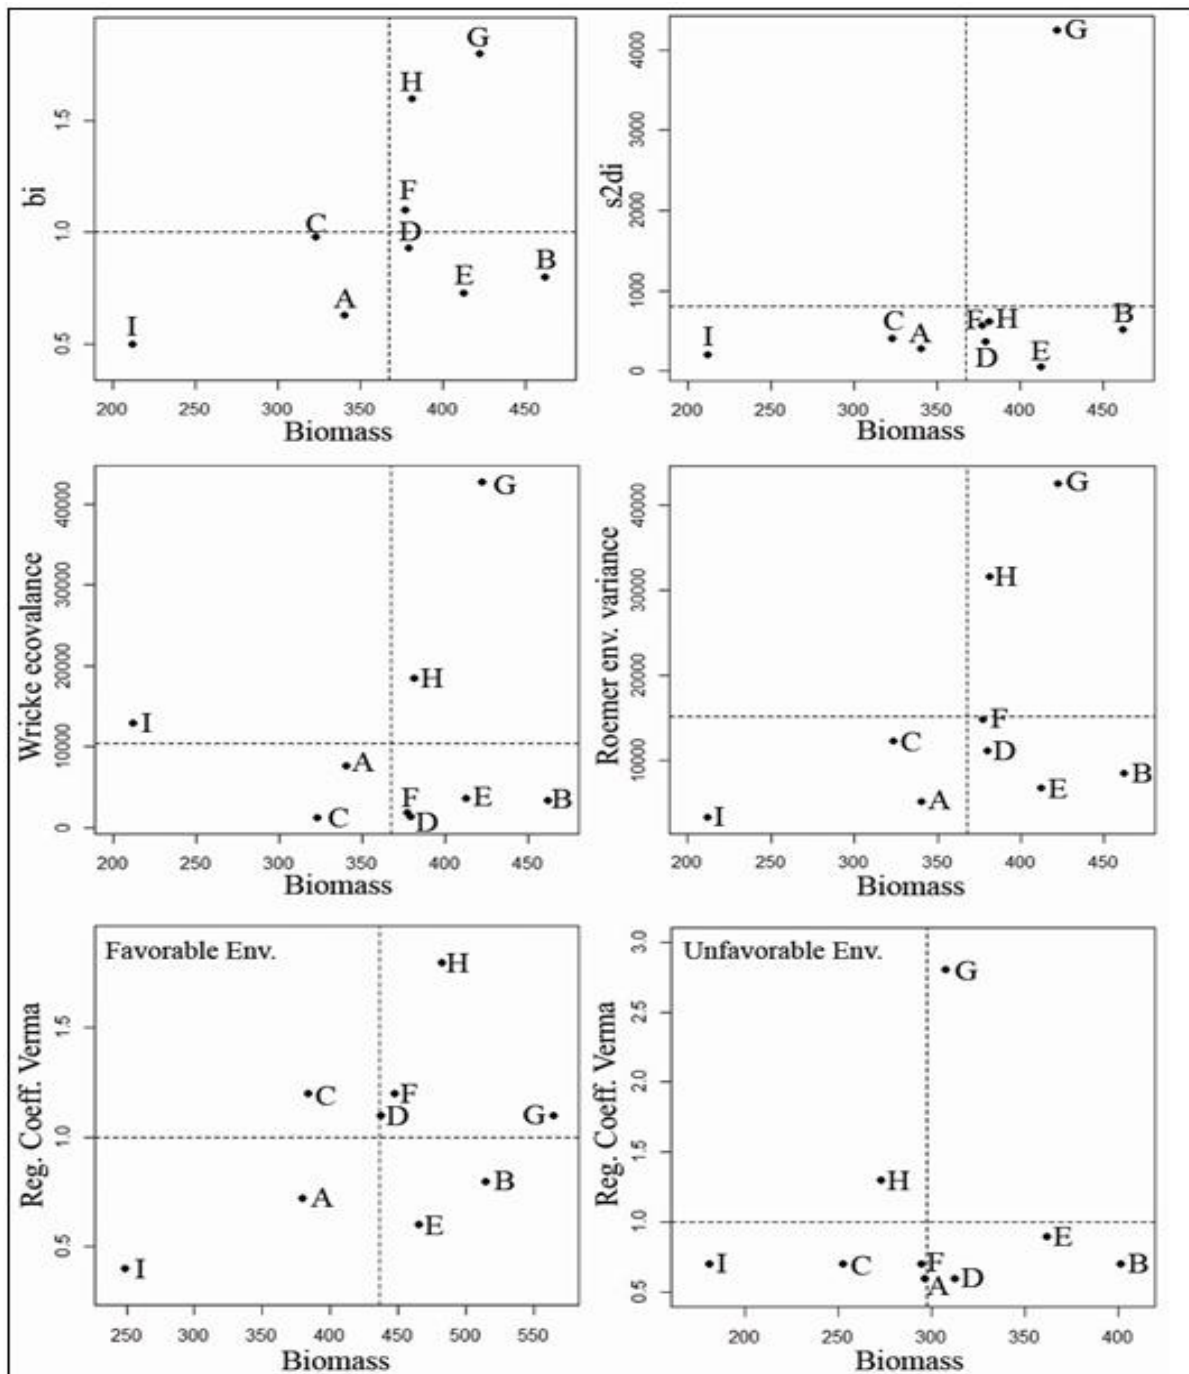 bi
0.5 1.0 1.5
G
H
F
C
D
B
E
A
I
200 250 300 350 400 450
Biomass
s2di
0 1000 2000 3000 4000
G
B
C
F
H
A
I
D
E
200 250 300 350 400 450
Biomass
Wricke ecovalance
0 10000 20000 30000 40000
G
H
I
A
F
E
B
C
D
200 250 300 350 400 450
Biomass
Roemer env. variance
10000 20000 30000 40000
G
H
F
C
D
B
E
A
I
200 250 300 350 400 450
Biomass
Favorable Env.
Reg. Coeff. Verma
0.5 1.0 1.5
H
C
F
D
G
B
A
E
I
250 300 350 400 450 500 550
Biomass
Unfavorable Env.
Reg. Coeff. Verma
0.5 1.0 1.5 2.0 2.5 3.0
G
H
E
I
C
F
B
A
D
200 250 300 350 400
Biomass